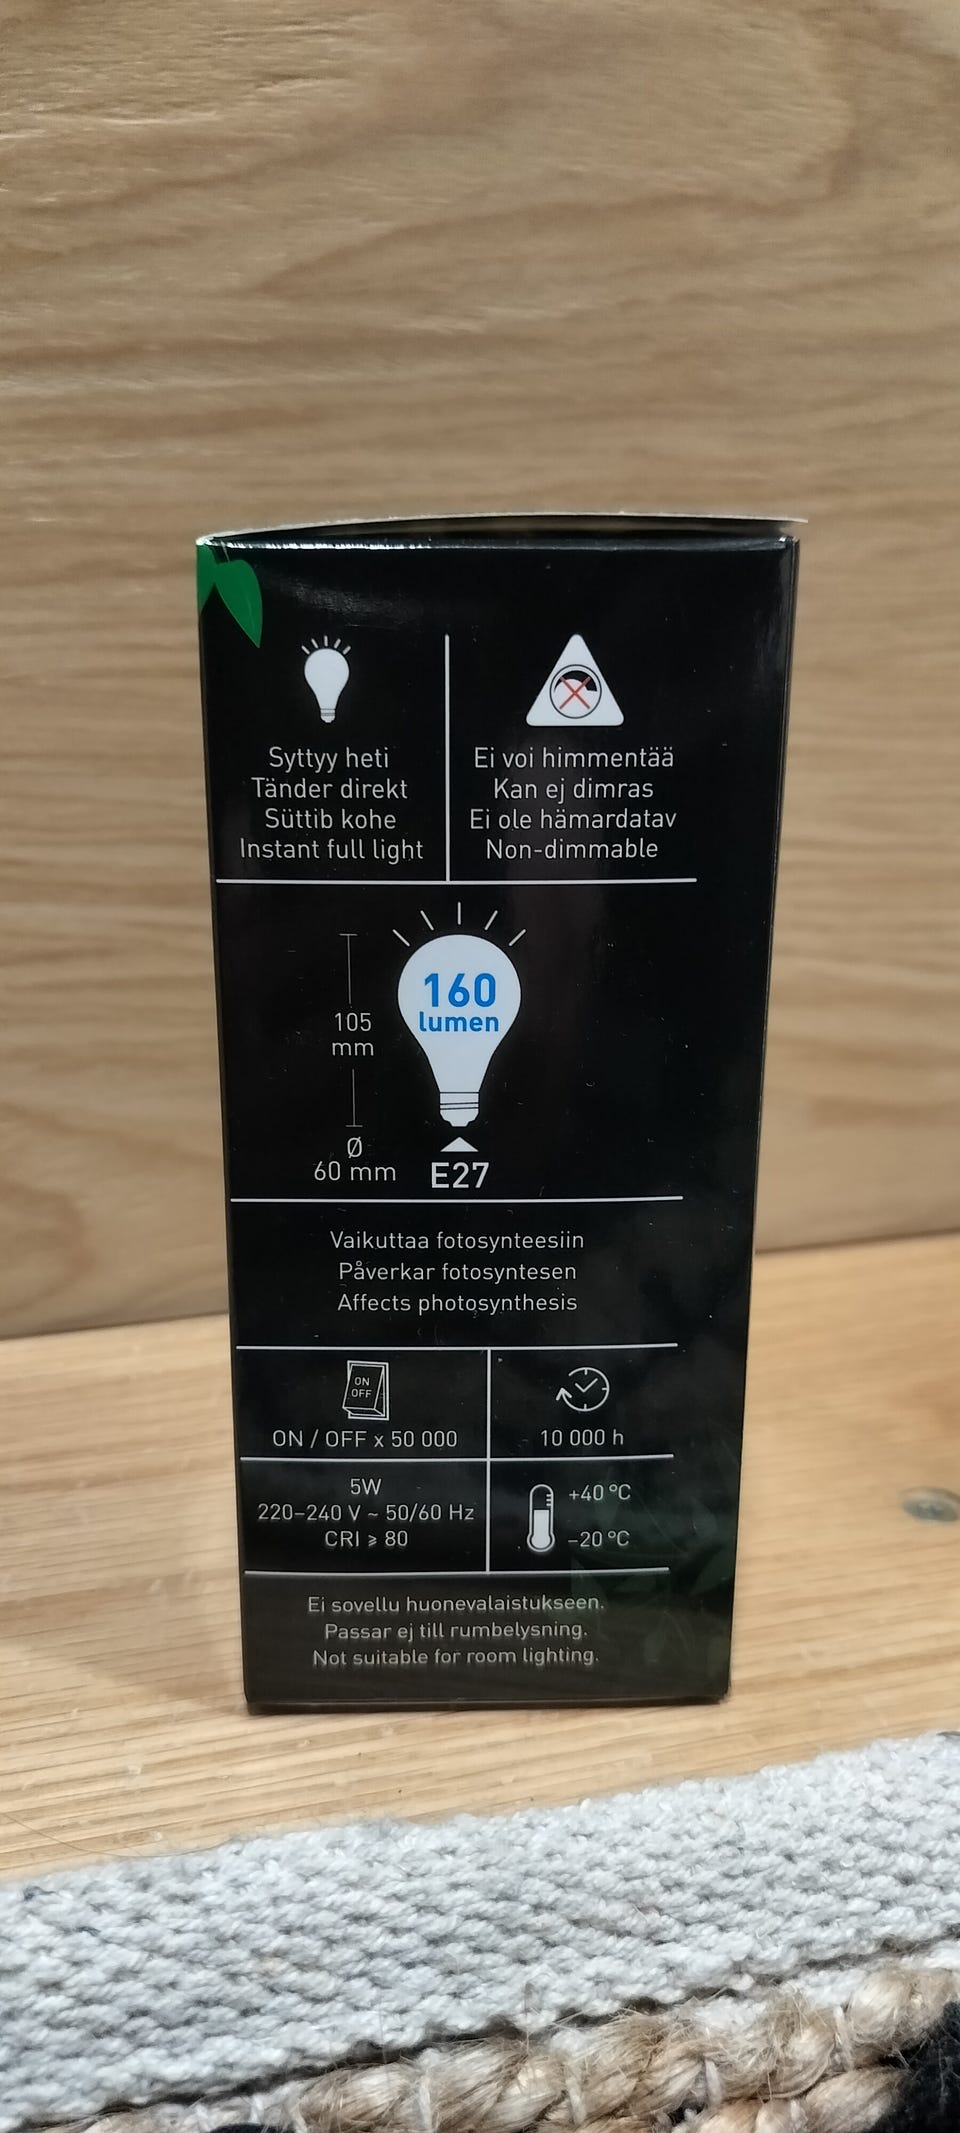 Syttyy heti
Tänder direkt
Süttib kohe
Instant full light
Ei voi himmentää
Kan ej dimras
Ei ole hämardatav
Non-dimmable
160
lumen
105
mm
Ø
60 mm
E27
Vaikuttaa fotosynteesiin
Påverkar fotosyntesen
Affects photosynthesis
ON
OFF
ON / OFF x 50 000
10 000 h
5W
220-240 V ~ 50/60 Hz
CRI ≥ 80
+40 °C
-20 °C
Ei sovellu huonevalaistukseen.
Passar ej till rumbelysning.
Not suitable for room lighting.